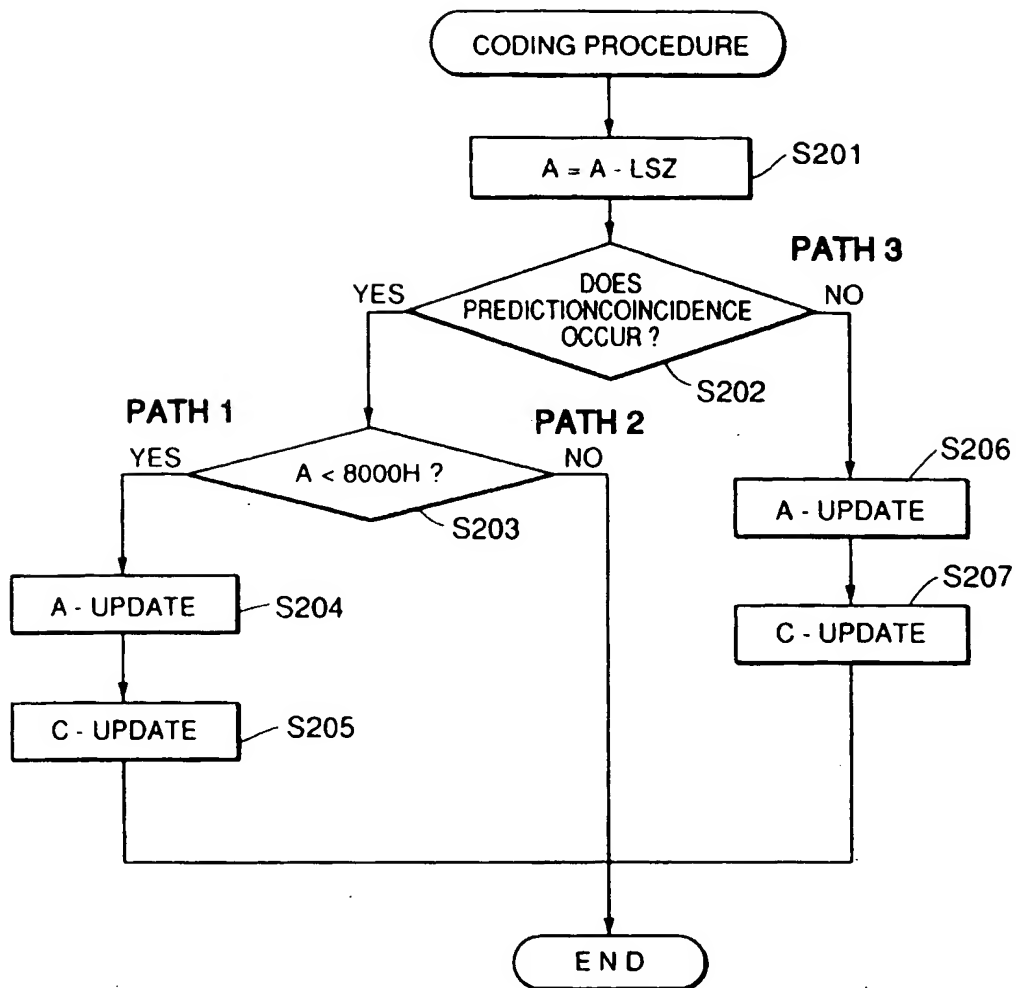 CODING PROCEDURE
A = A - LSZ
S201
PATH 3
YES
DOES
PREDICTIONCOINCIDENCE
OCCUR ?
NO
S202
PATH 1
PATH 2
YES
A < 8000H ?
NO
S203
S206
A - UPDATE
S207
C - UPDATE
A - UPDATE
S204
C - UPDATE
S205
END